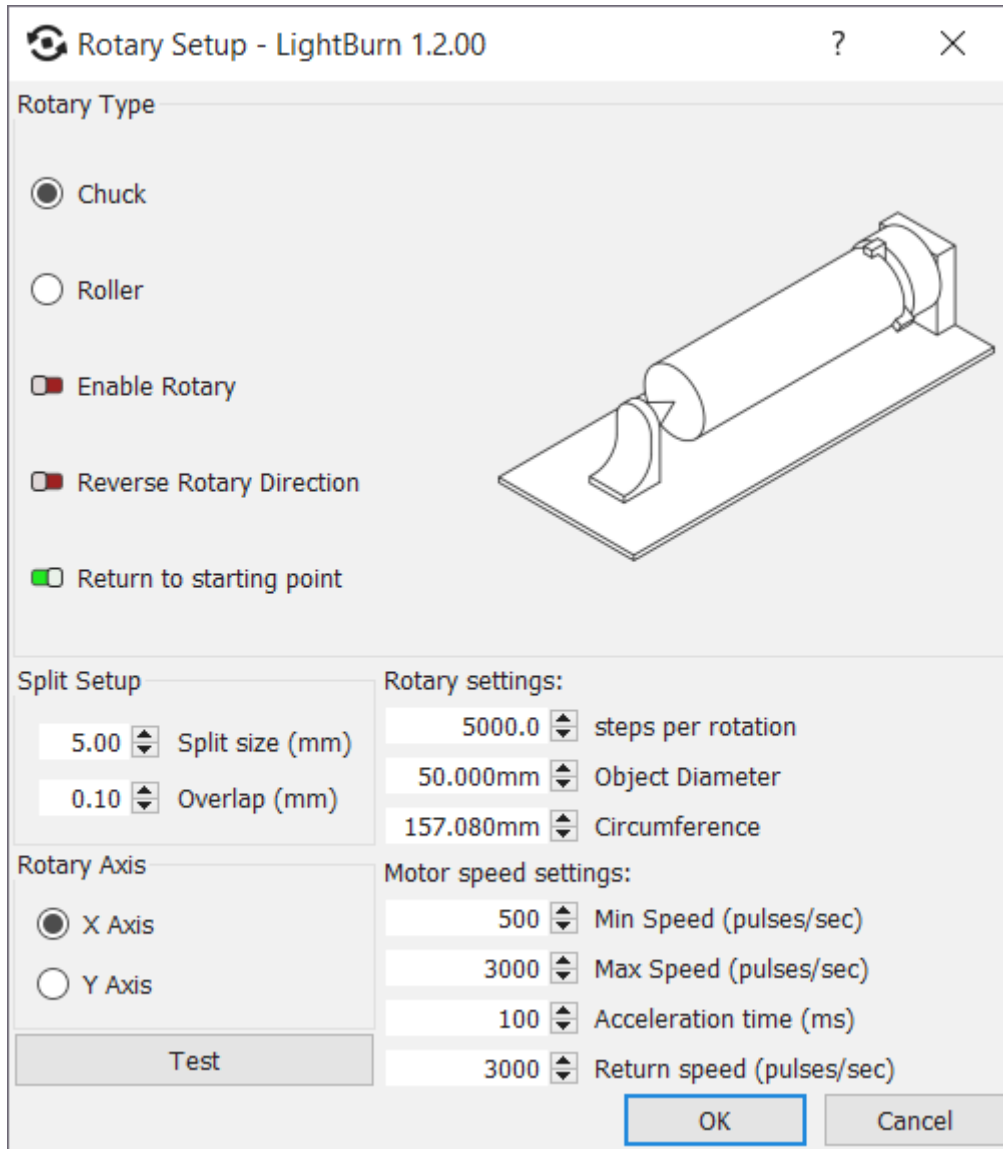 Rotary Setup - LightBurn 1.2.00 ?
Rotary Type
Chuck
Roller
Enable Rotary
Reverse Rotary Direction
Return to starting point
Split Setup
5.00 Split size (mm)
0.10 Overlap (mm)
Rotary settings:
5000.0 steps per rotation
50.000mm Object Diameter
157.080mm Circumference
Rotary Axis
X Axis
Y Axis
Test
Motor speed settings:
500 Min Speed (pulses/sec)
3000 Max Speed (pulses/sec)
100 Acceleration time (ms)
3000 Return speed (pulses/sec)
OK Cancel